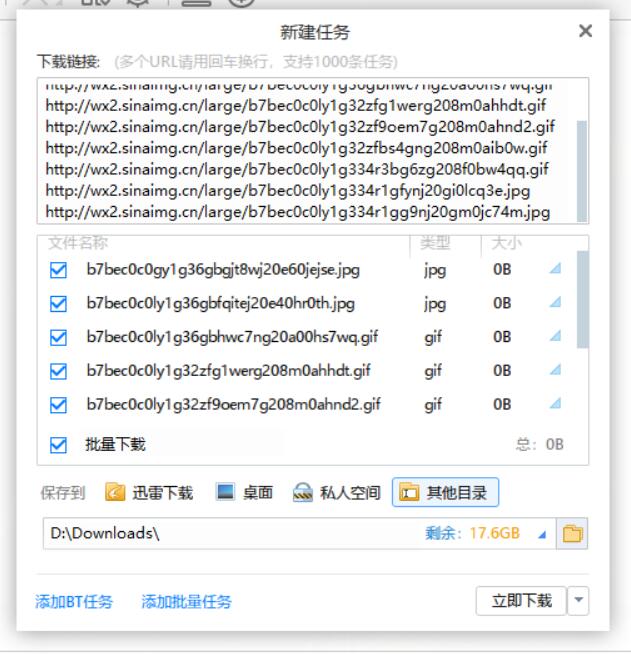 新建任务
下载链接: (多个URL请用回车换行，支持1000条任务)
http://wx2.sinaimg.cn/large/b7bec0c0ly1g36gbhwc7ng20a00hs7wq.gif
http://wx2.sinaimg.cn/large/b7bec0c0ly1g32zfg1werg208m0ahhdt.gif
http://wx2.sinaimg.cn/large/b7bec0c0ly1g32zf9oem7g208m0ahnd2.gif
http://wx2.sinaimg.cn/large/b7bec0c0ly1g32zfbs4gng208m0aib0w.gif
http://wx2.sinaimg.cn/large/b7bec0c0ly1g334r3bg6zg208f0bw4qq.gif
http://wx2.sinaimg.cn/large/b7bec0c0ly1g334r1gfynj20gi0lcq3e.jpg
http://wx2.sinaimg.cn/large/b7bec0c0ly1g334r1gg9nj20gm0jc74m.jpg
文件名称 类型 大小
b7bec0c0gy1g36gbgjt8wj20e60jejse.jpg jpg 0B
b7bec0c0ly1g36gbfqitej20e40hr0th.jpg jpg 0B
b7bec0c0ly1g36gbhwc7ng20a00hs7wq.gif gif 0B
b7bec0c0ly1g32zfg1werg208m0ahhdt.gif gif 0B
b7bec0c0ly1g32zf9oem7g208m0ahnd2.gif gif 0B
批量下载 总: 0B
保存到 迅雷下载 桌面 私人空间 其他目录
D:\Downloads\ 剩余: 17.6GB
添加BT任务 添加批量任务 立即下载